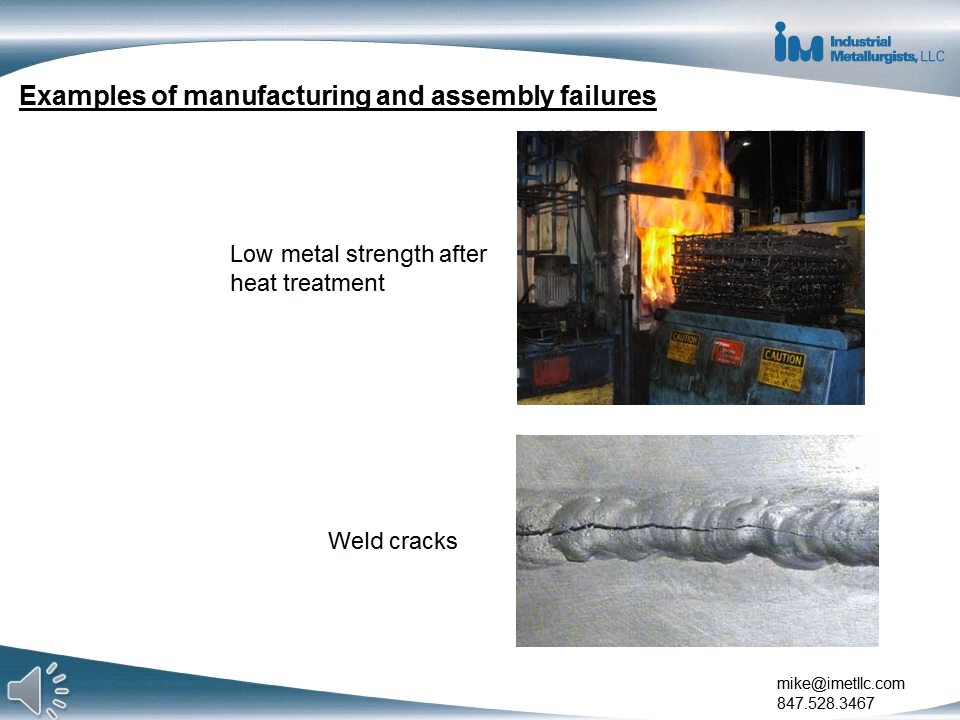 iM Industrial
Metallurgists, LLC
Examples of manufacturing and assembly failures
Low metal strength after
heat treatment
CAUTION
CAUTION
Weld cracks
mike@imetllc.com
847.528.3467